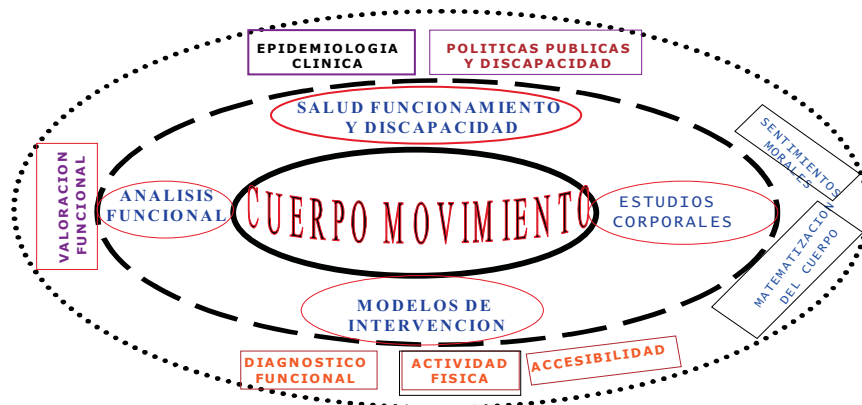 EPIDEMIOLOGIA
CLINICA
POLITICAS PUBLICAS
Y DISCAPACIDAD
SALUD FUNCIONAMIENTO
Y DISCAPACIDAD
SENTIMIENTOS
MORALES
VALORACION
FUNCIONAL
ANALISIS
FUNCIONAL
CUERPO MOVIMIENTO
ESTUDIOS
CORPORALES
MATEMATIZACION
DEL CUERPO
MODELOS DE
INTERVENCION
DIAGNOSTICO
FUNCIONAL
ACTIVIDAD
FISICA
ACCESIBILIDAD